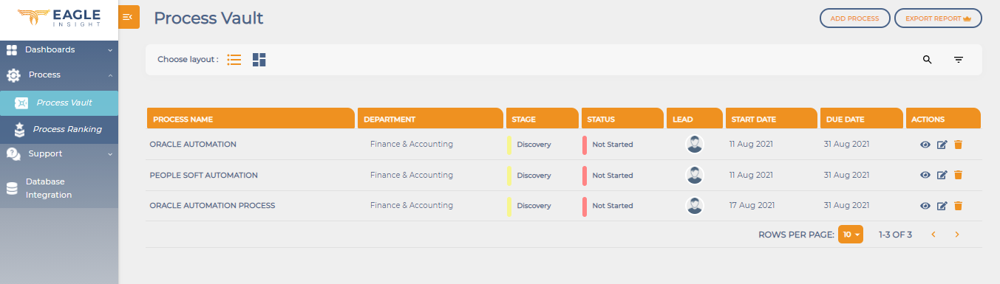 EAGLE
INSIGHT
Process Vault
ADD PROCESS
EXPORT REPORT
Dashboards
Process
Process Vault
Process Ranking
Support
Database
Integration
Choose layout :
PROCESS NAME DEPARTMENT STAGE STATUS LEAD START DATE DUE DATE ACTIONS
ORACLE AUTOMATION Finance & Accounting Discovery Not Started 11 Aug 2021 31 Aug 2021
PEOPLE SOFT AUTOMATION Finance & Accounting Discovery Not Started 11 Aug 2021 31 Aug 2021
ORACLE AUTOMATION PROCESS Finance & Accounting Discovery Not Started 17 Aug 2021 31 Aug 2021
ROWS PER PAGE: 10 1-3 OF 3